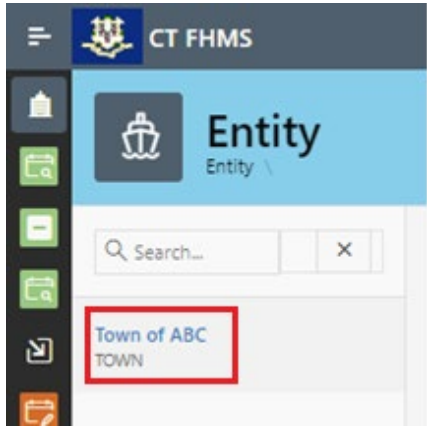 CT FHMS
Entity
Entity \
Search...
Town of ABC
TOWN